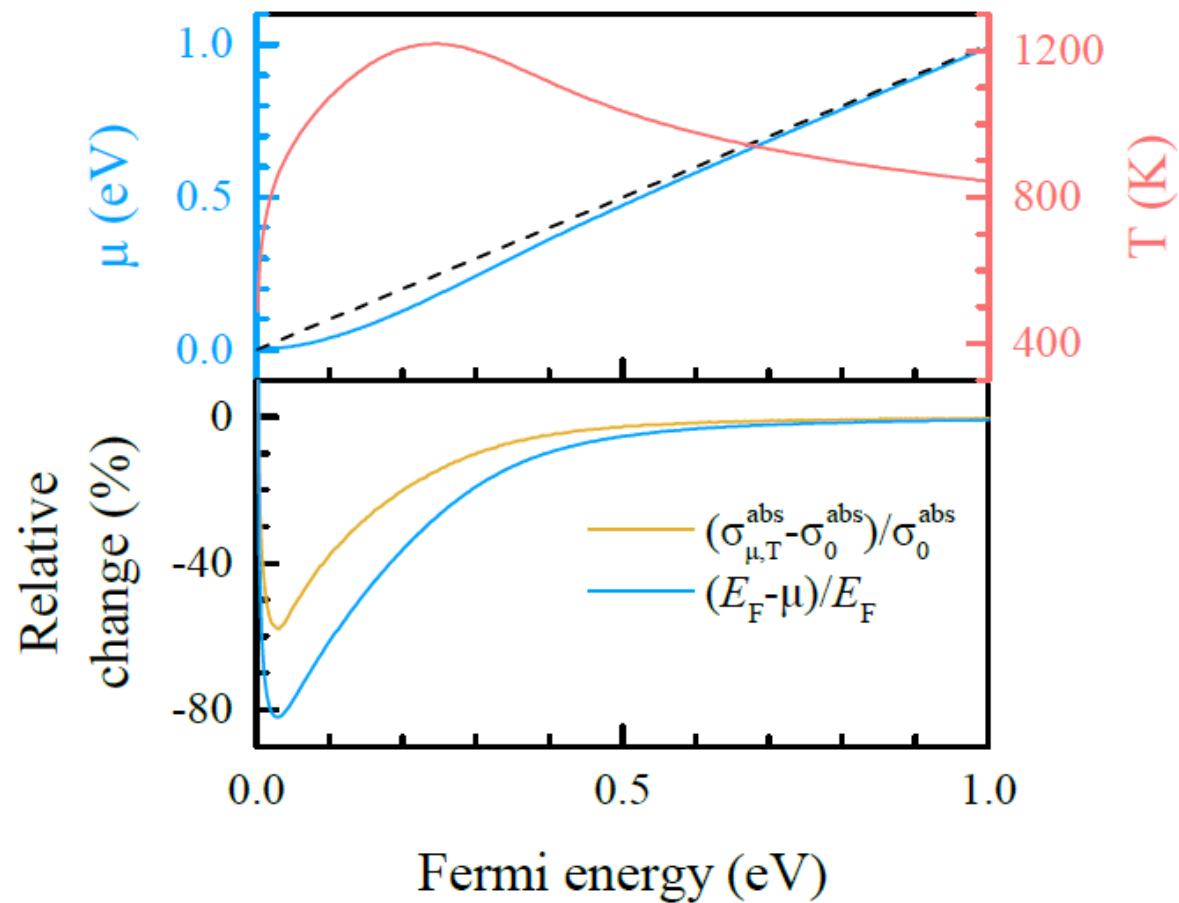 1.0
0.5
0.0
μ (eV)
1200
800
400
T (K)
0
-40
-80
Relative
change (%)
(σ^abs_μ,T-σ^abs_0)/σ^abs_0
(E_F-μ)/E_F
0.0
0.5
1.0
Fermi energy (eV)